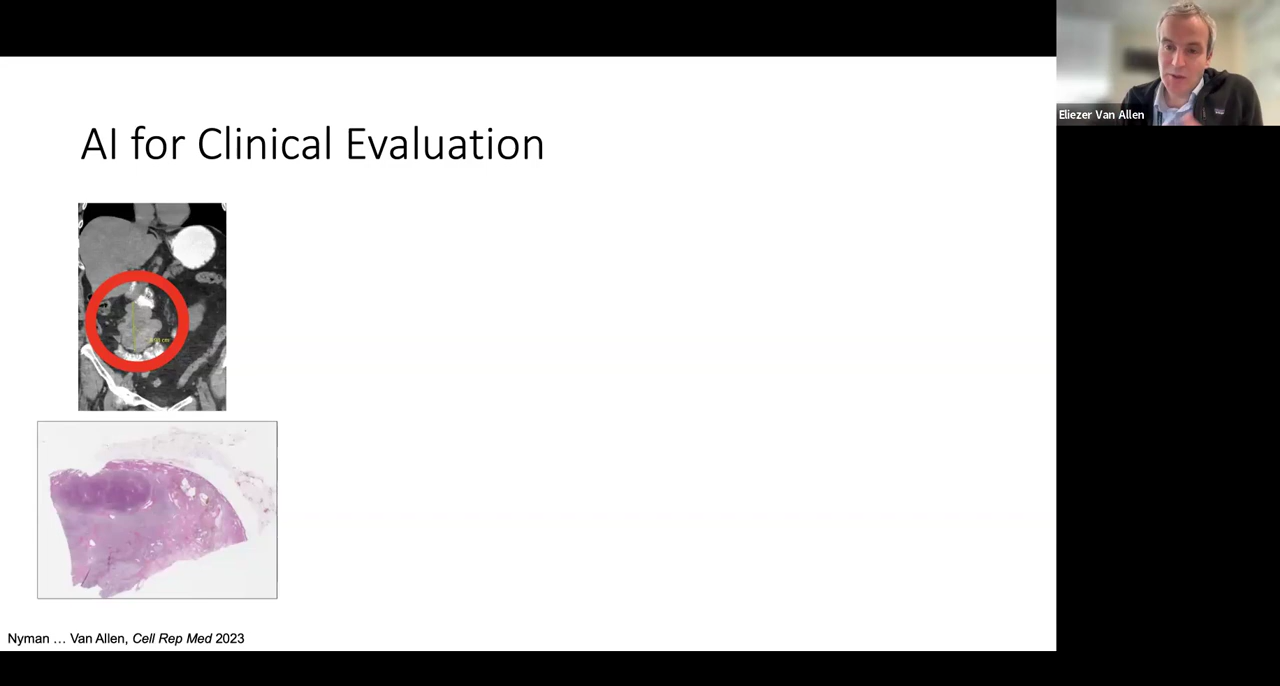 AI for Clinical Evaluation
Eliezer Van Allen
Nyman … Van Allen, Cell Rep Med 2023